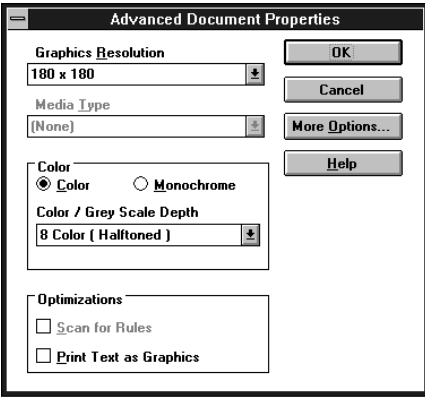 Advanced Document Properties
Graphics Resolution
180 x 180
Media Type
(None)
Color
Color
Monochrome
Color / Grey Scale Depth
8 Color ( Halftoned )
Optimizations
Scan for Rules
Print Text as Graphics
OK
Cancel
More Options...
Help